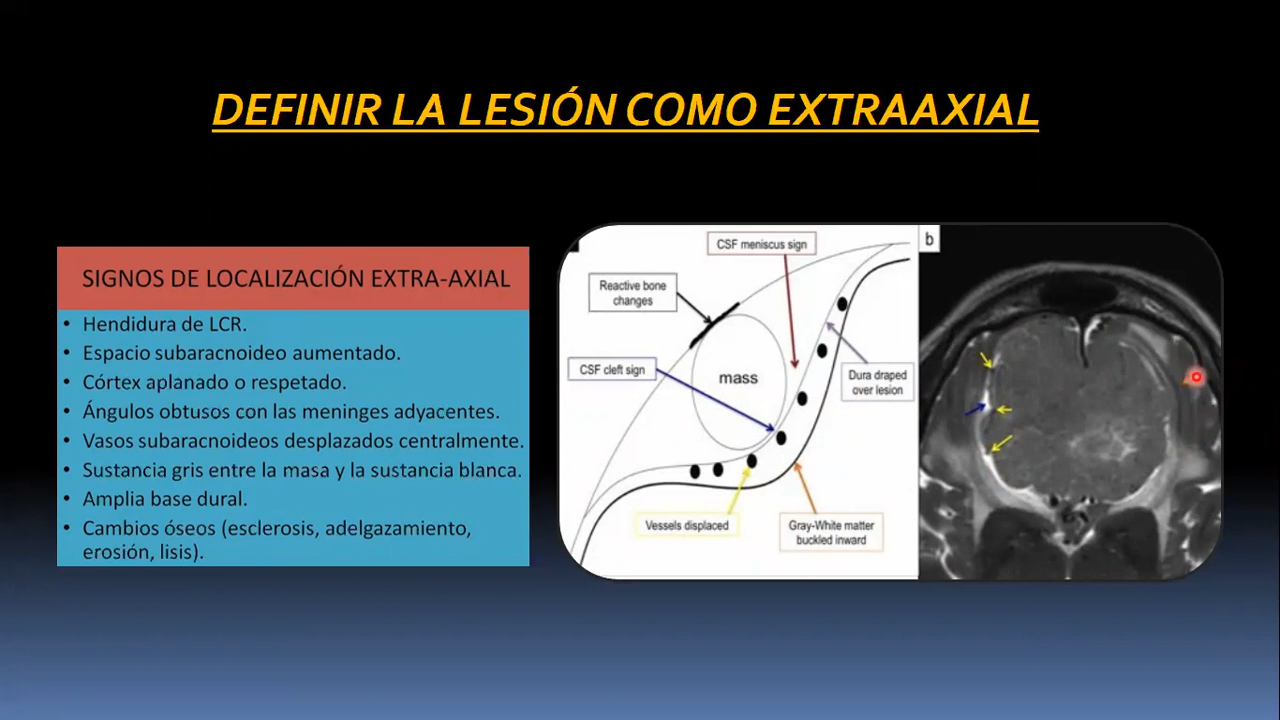 DEFINIR LA LESIÓN COMO EXTRAAXIAL
SIGNOS DE LOCALIZACIÓN EXTRA-AXIAL
• Hendidura de LCR.
• Espacio subaracnoideo aumentado.
• Córtex aplanado o respetado.
• Ángulos obtusos con las meninges adyacentes.
• Vasos subaracnoideos desplazados centralmente.
• Sustancia gris entre la masa y la sustancia blanca.
• Amplia base dural.
• Cambios óseos (esclerosis, adelgazamiento,
erosión, lisis).
CSF meniscus sign
Reactive bone
changes
CSF cleft sign
mass
Dura draped
over lesion
Vessels displaced
Gray-White matter
buckled inward
b